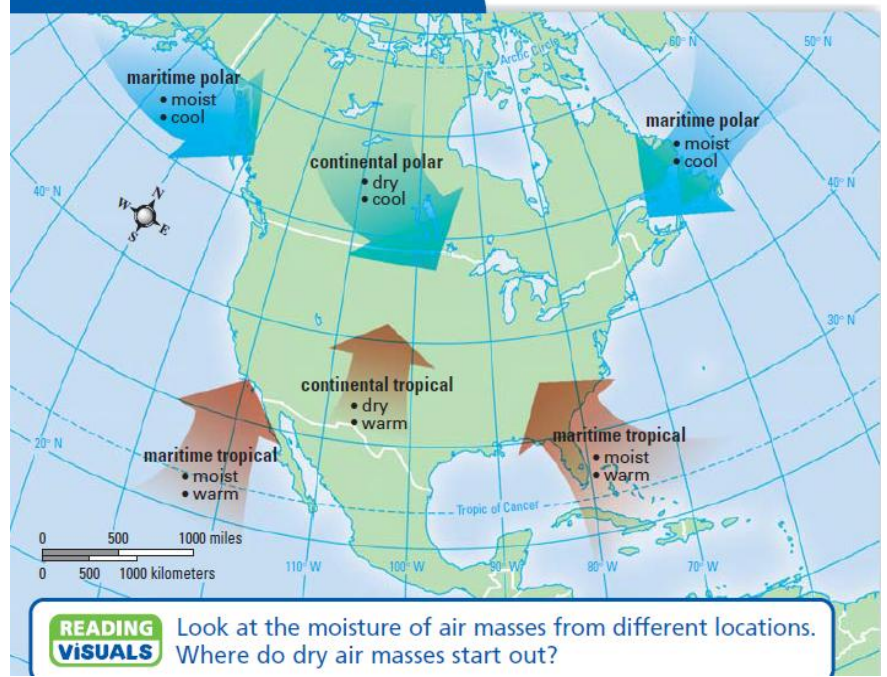 60° N
50° N
Arctic Circle
maritime polar
• moist
• cool
maritime polar
• moist
• cool
continental polar
• dry
• cool
40° N
40° N
N
W
E
S
30° N
continental tropical
• dry
• warm
maritime tropical
• moist
• warm
20° N
maritime tropical
• moist
• warm
Tropic of Cancer
0 500 1000 miles
0 500 1000 kilometers
110° W
100° W
90° W
80° W
70° W
READING
ViSUALS
Look at the moisture of air masses from different locations.
Where do dry air masses start out?